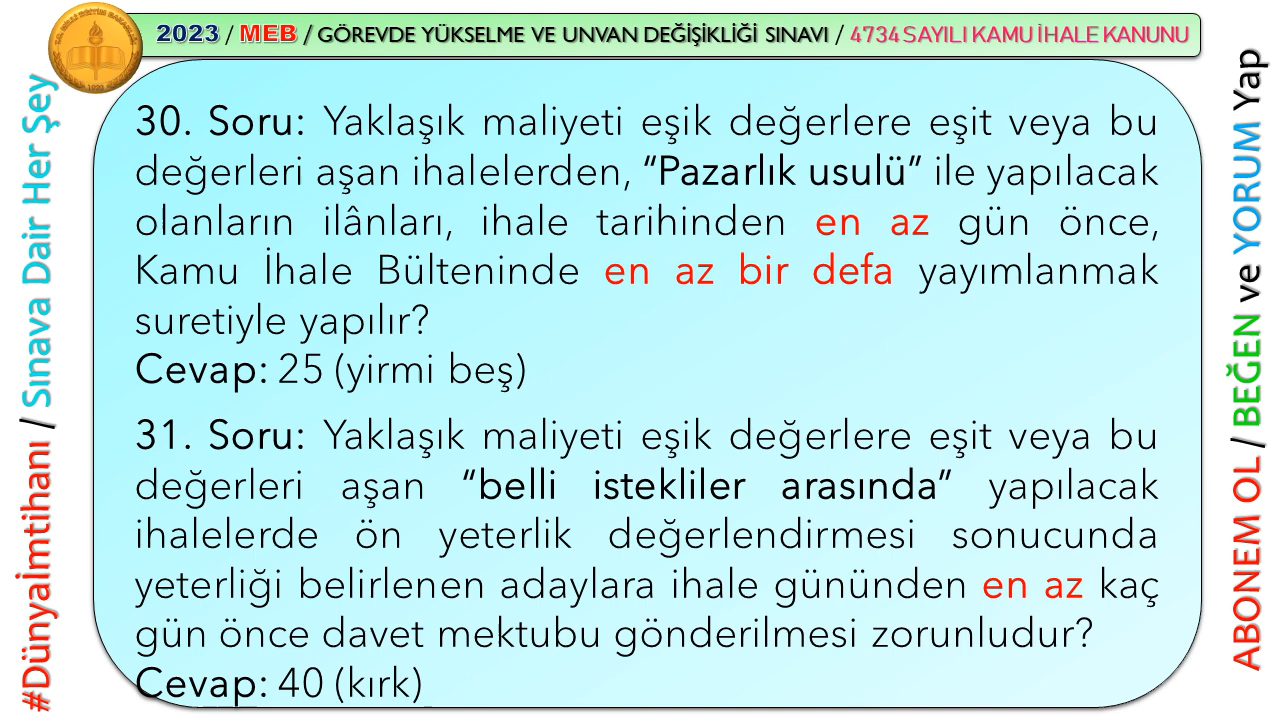 2023 / MEB / GÖREVDE YÜKSELME VE UNVAN DEĞİŞİKLİĞİ SINAVI / 4734 SAYILI KAMU İHALE KANUNU
30. Soru: Yaklaşık maliyeti eşik değerlere eşit veya bu
değerleri aşan ihalelerden, “Pazarlık usulü” ile yapılacak
olanların ilânları, ihale tarihinden en az gün önce,
Kamu İhale Bülteninde en az bir defa yayımlanmak
suretiyle yapılır?
Cevap: 25 (yirmi beş)
31. Soru: Yaklaşık maliyeti eşik değerlere eşit veya bu
değerleri aşan “belli istekliler arasında” yapılacak
ihalelerde ön yeterlik değerlendirmesi sonucunda
yeterliği belirlenen adaylara ihale gününden en az kaç
gün önce davet mektubu gönderilmesi zorunludur?
Cevap: 40 (kırk)
#Dünyaİmtihanı / Sınava Dair Her Şey
ABONEM OL / BEĞEN ve YORUM Yap